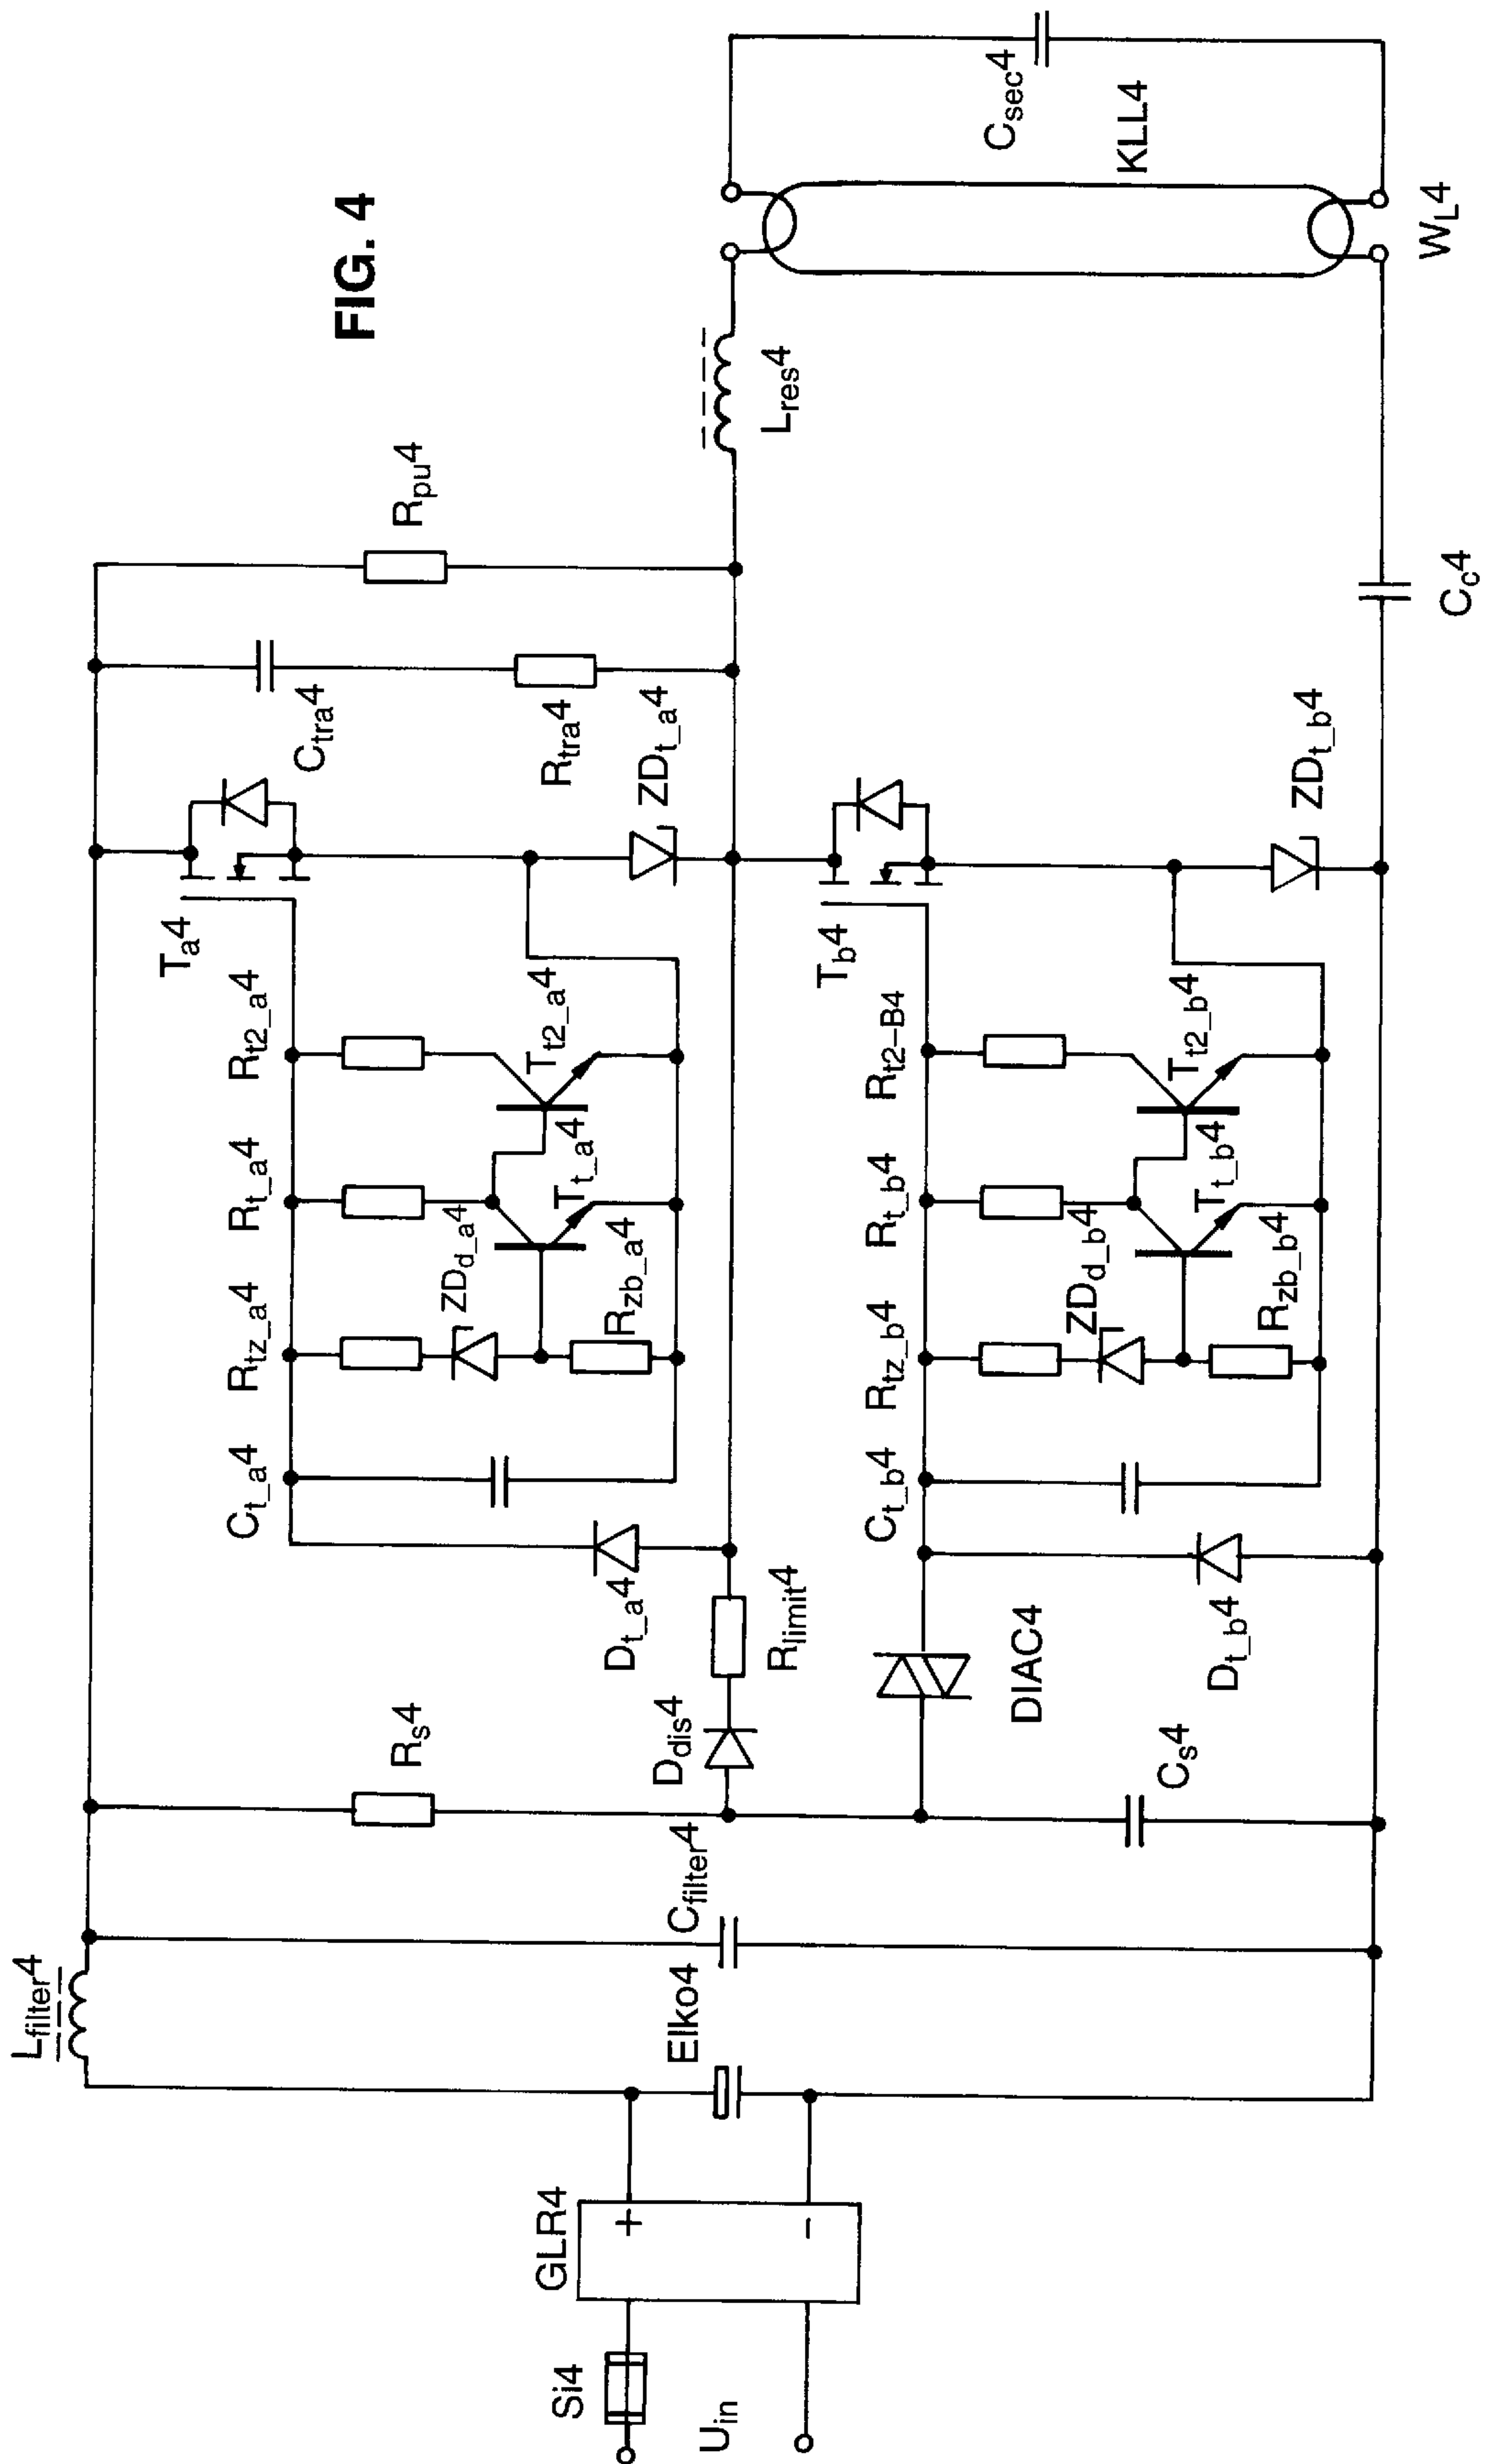 FIG. 4
Si4
U_in
GLR4
+
-
L_filter4
Elko4
C_filter4
R_s4
D_dis4
C_s4
R_limit4
D_t_a4
DIAC4
D_t_b4
C_t_a4
R_tz_a4
R_t_a4
R_t2_a4
ZD_d_a4
T_t_a4
T_t2_a4
R_zb_a4
C_t_b4
R_tz_b4
R_t_b4
R_t2-B4
ZD_d_b4
T_t_b4
T_t2_b4
R_zb_b4
T_a4
T_b4
C_tra4
R_tra4
ZD_t_a4
ZD_t_b4
R_pu4
L_res4
C_c4
C_sec4
KLL4
W_L4